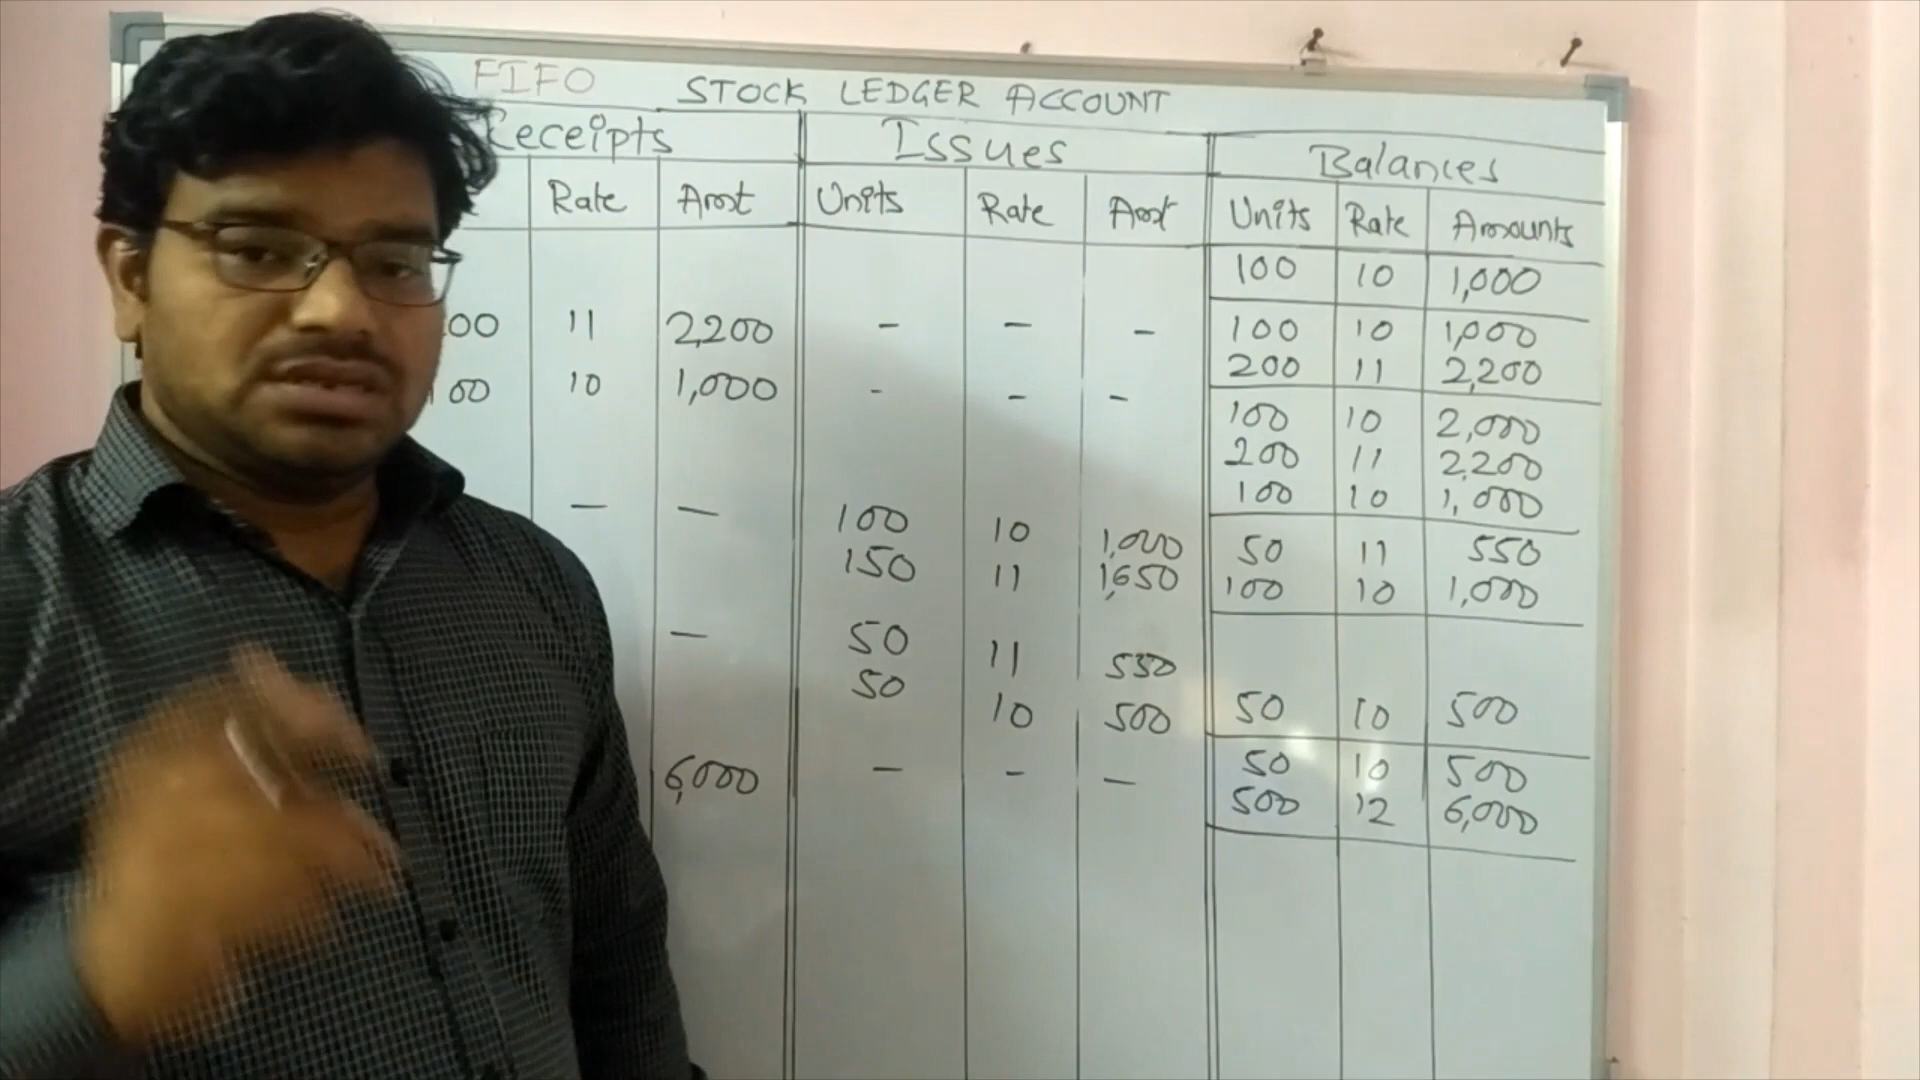 FIFO STOCK LEDGER ACCOUNT
Receipts Issues Balances
Rate Amt Units Rate Amt Units Rate Amounts
100 10 1,000
00 11 2,200 - - - 100 10 1,000
200 11 2,200
100 10 1,000 - - - 100 10 2,000
200 11 2,200
100 10 1,000
- - 100 10 1,000 50 11 550
150 11 1,650 100 10 1,000
- 50 11 550
50 10 500 50 10 500
6,000 - - - 50 10 500
500 12 6,000